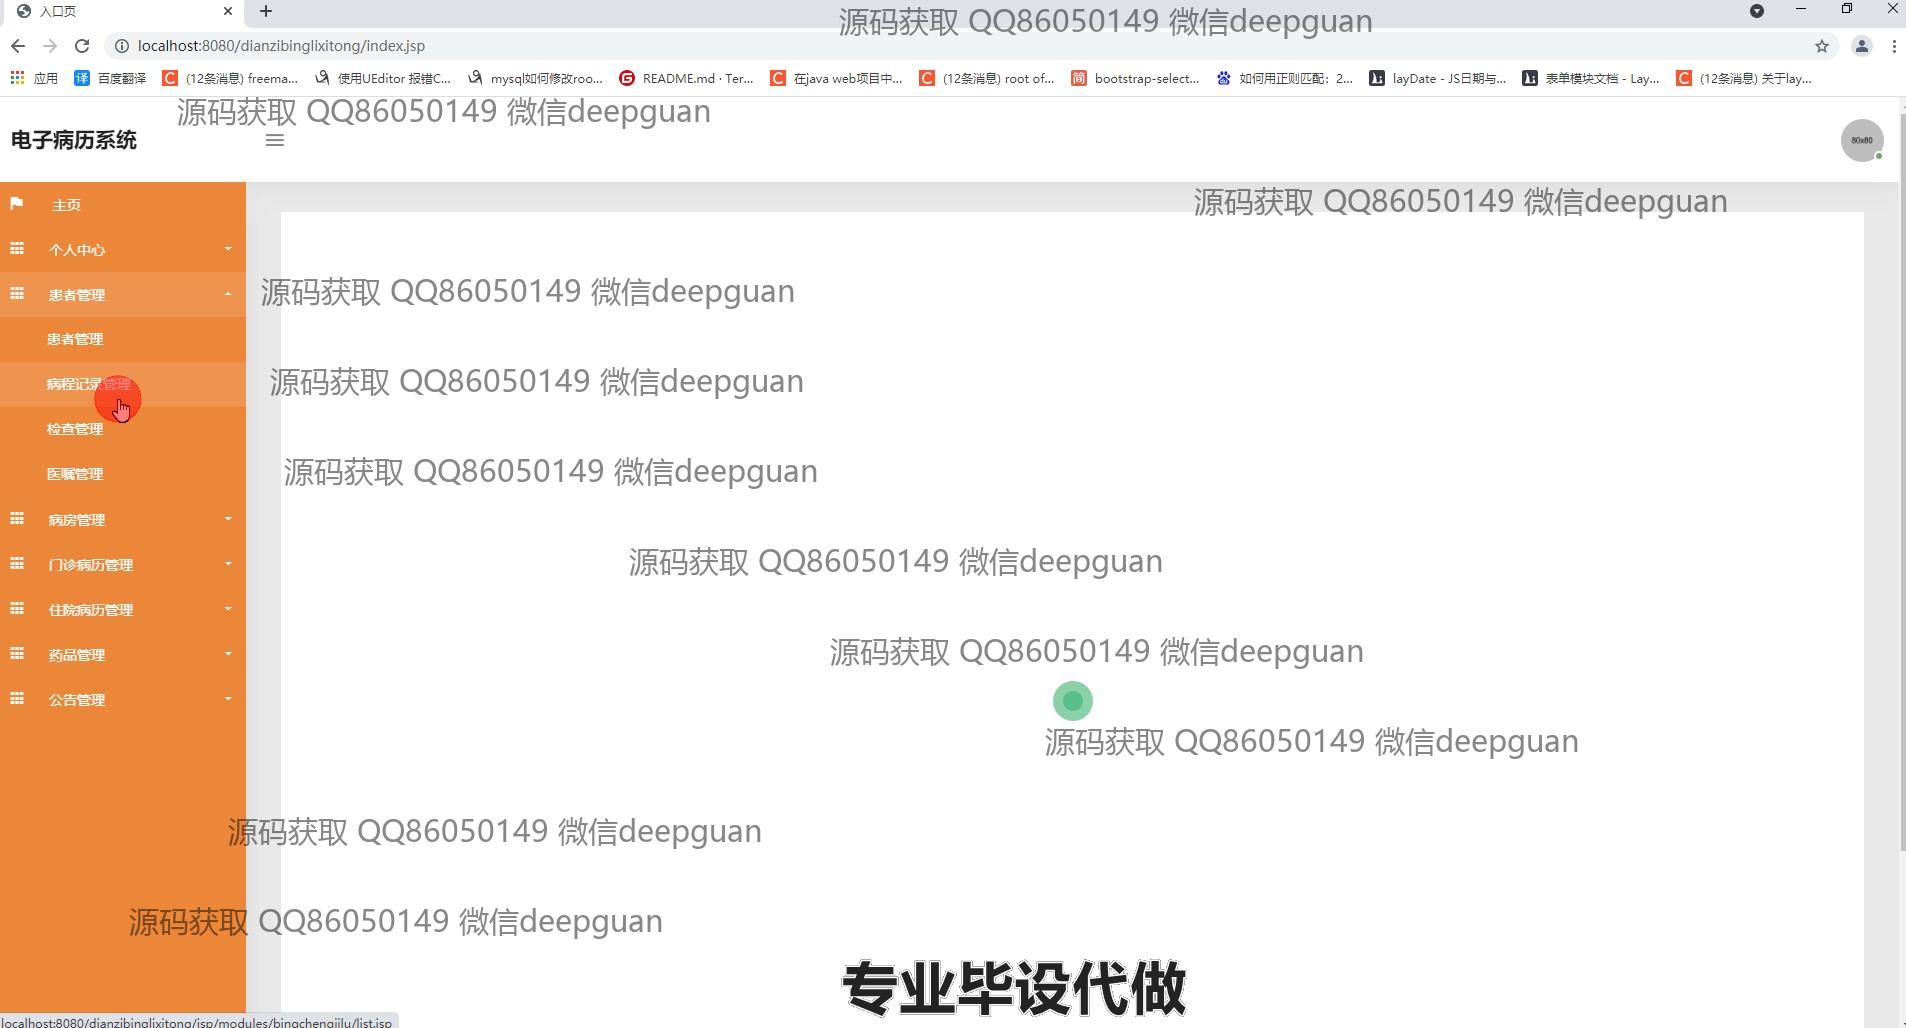 入口页
源码获取 QQ86050149 微信deepguan
localhost:8080/dianzibinglixitong/index.jsp
应用 百度翻译 (12条消息) freema... 使用UEditor 报错C... mysql如何修改roo... README.md · Ter... 在java web项目中... (12条消息) root of... bootstrap-select... 如何用正则匹配：2... layDate - JS日期与... 表单模块文档 - Lay... (12条消息) 关于lay...
源码获取 QQ86050149 微信deepguan
电子病历系统
80x80
源码获取 QQ86050149 微信deepguan
主页
个人中心
源码获取 QQ86050149 微信deepguan
患者管理
患者管理
源码获取 QQ86050149 微信deepguan
病程记录管理
检查管理
源码获取 QQ86050149 微信deepguan
医嘱管理
病房管理
源码获取 QQ86050149 微信deepguan
门诊病历管理
住院病历管理
源码获取 QQ86050149 微信deepguan
药品管理
公告管理
源码获取 QQ86050149 微信deepguan
源码获取 QQ86050149 微信deepguan
源码获取 QQ86050149 微信deepguan
专业毕设代做
localhost:8080/dianzibinglixitong/jsp/modules/bingchengjilu/list.jsp